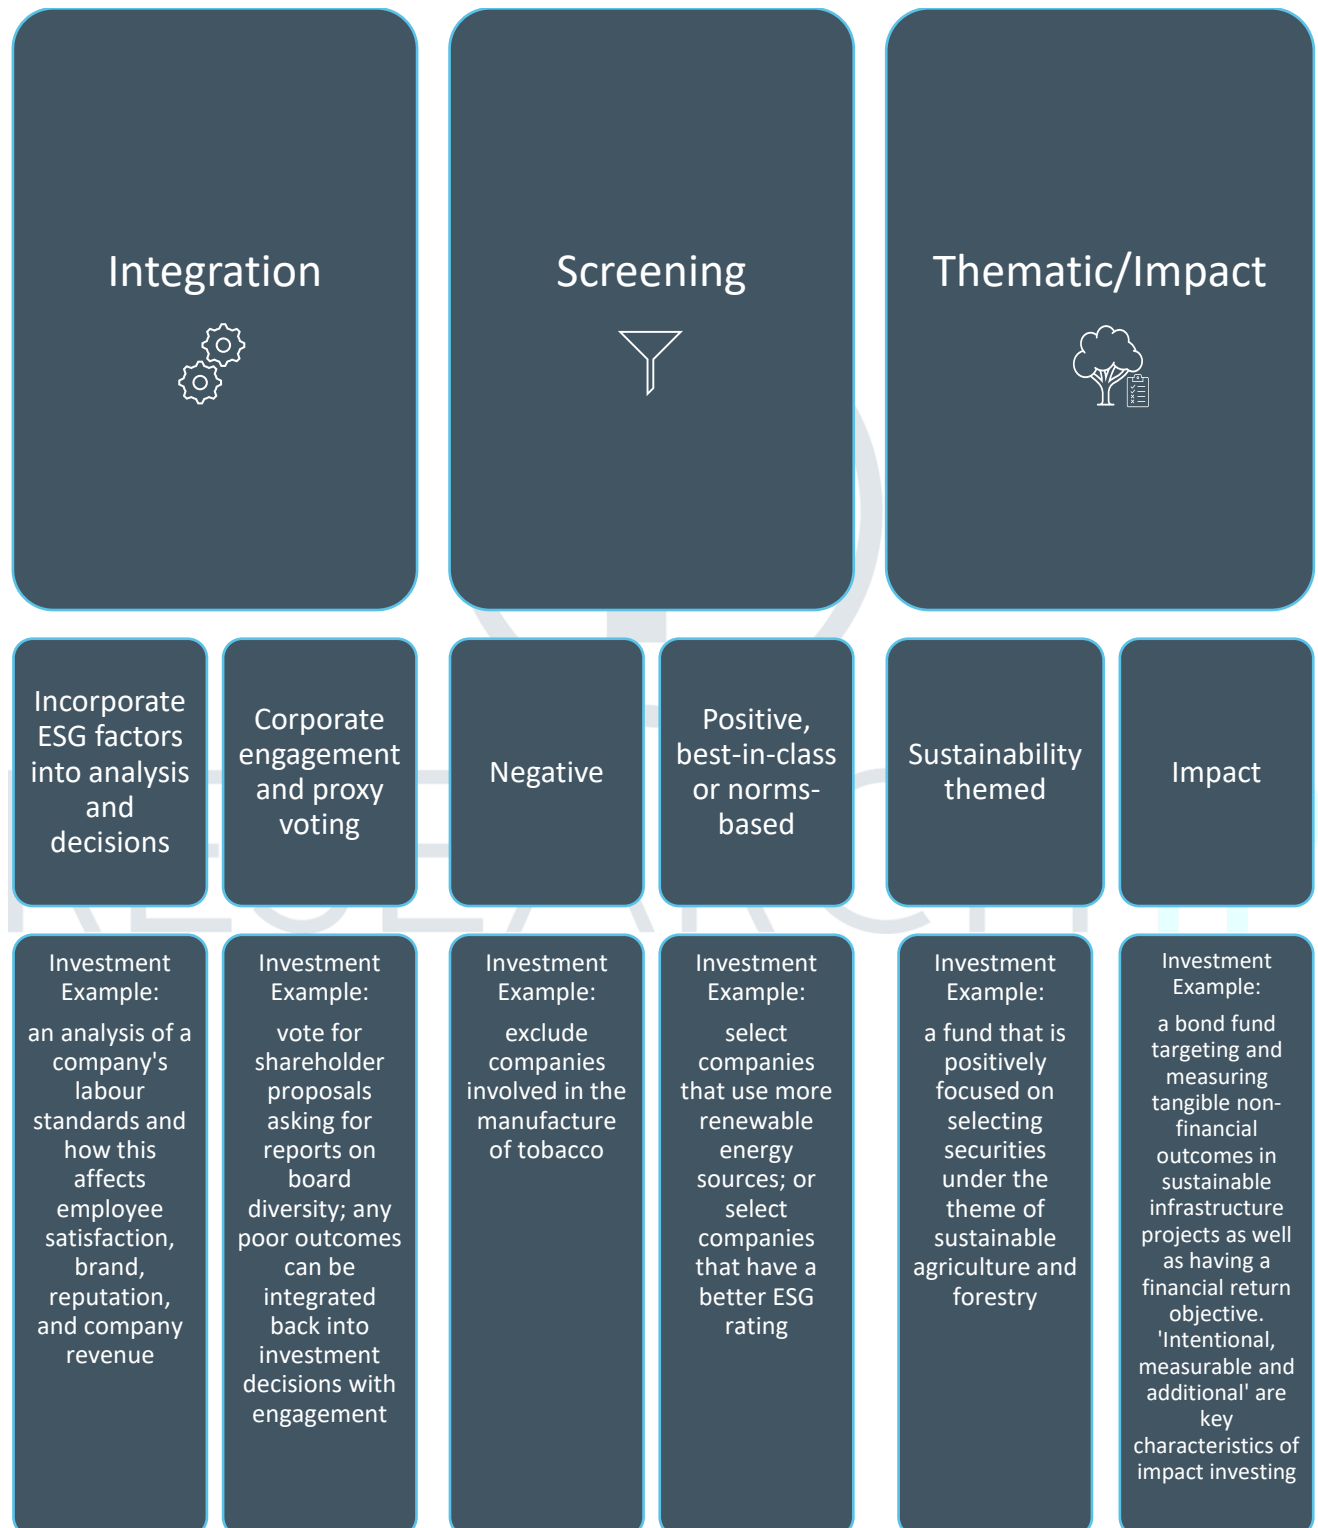 Integration
Screening
Thematic/Impact
Incorporate
ESG factors
into analysis
and
decisions
Corporate
engagement
and proxy
voting
Negative
Positive,
best-in-class
or norms-
based
Sustainability
themed
Impact
Investment
Example:
an analysis of a
company's
labour
standards and
how this
affects
employee
satisfaction,
brand,
reputation,
and company
revenue
Investment
Example:
vote for
shareholder
proposals
asking for
reports on
board
diversity; any
poor outcomes
can be
integrated
back into
investment
decisions with
engagement
Investment
Example:
exclude
companies
involved in the
manufacture
of tobacco
Investment
Example:
select
companies
that use more
renewable
energy
sources; or
select
companies
that have a
better ESG
rating
Investment
Example:
a fund that is
positively
focused on
selecting
securities
under the
theme of
sustainable
agriculture and
forestry
Investment
Example:
a bond fund
targeting and
measuring
tangible non-
financial
outcomes in
sustainable
infrastructure
projects as well
as having a
financial return
objective.
'Intentional,
measurable and
additional' are
key
characteristics of
impact investing